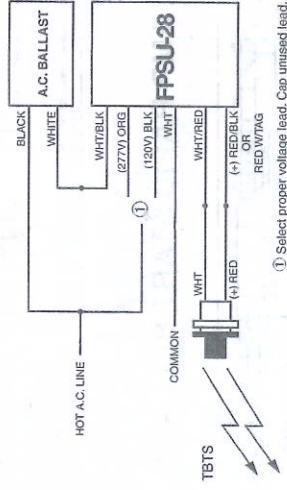 A.C. BALLAST
BLACK
WHITE
FPSU-28
WHT/BLK
(277V) ORG
(120V) BLK
WHT
WHT/RED
(+) RED/BLK
OR
RED W/TAG
①
HOT A.C. LINE
COMMON
WHT
(+) RED
TBTS
① Select proper voltage lead. Cap unused lead.